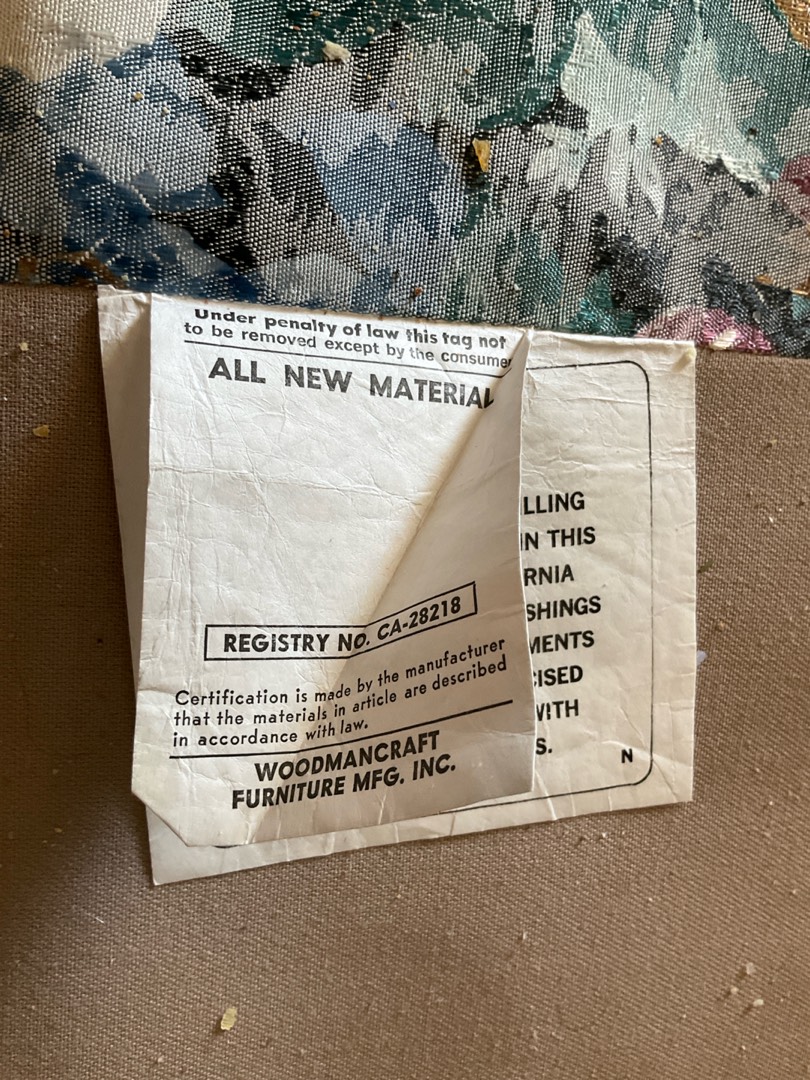 Under penalty of law this tag not
to be removed except by the consumer
ALL NEW MATERIAL
REGISTRY NO. CA-28218
Certification is made by the manufacturer
that the materials in article are described
in accordance with law.
WOODMANCRAFT
FURNITURE MFG. INC.
LLING
IN THIS
RNIA
SHINGS
MENTS
CISED
WITH
S.
N